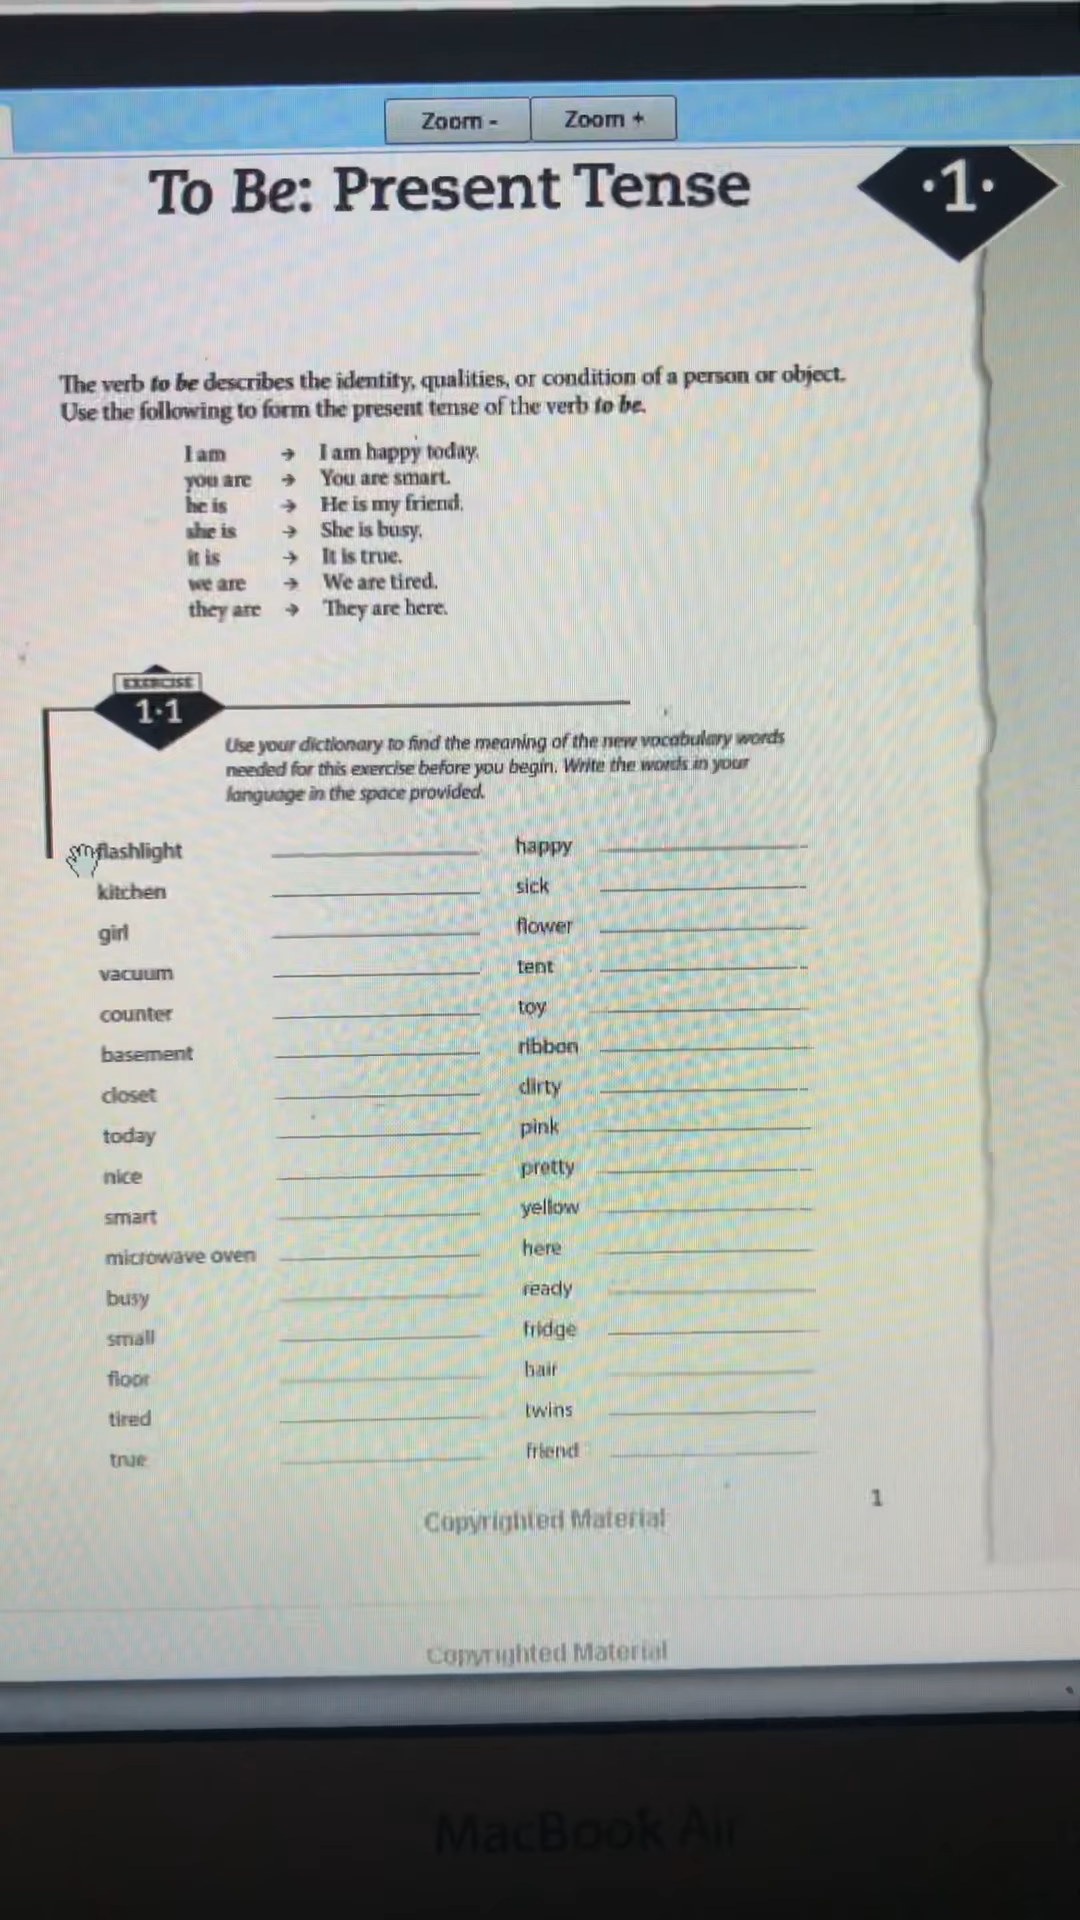 Zoom -
Zoom +
To Be: Present Tense
·1·
The verb to be describes the identity, qualities, or condition of a person or object.
Use the following to form the present tense of the verb to be.
I am → I am happy today.
you are → You are smart.
he is → He is my friend.
she is → She is busy.
it is → It is true.
we are → We are tired.
they are → They are here.
EXERCISE
1·1
Use your dictionary to find the meaning of the new vocabulary words
needed for this exercise before you begin. Write the words in your
language in the space provided.
flashlight happy
kitchen sick
girl flower
vacuum tent
counter toy
basement ribbon
closet dirty
today pink
nice pretty
smart yellow
microwave oven here
busy ready
small fridge
floor hair
tired twins
true friend
1
Copyrighted Material
Copyrighted Material
MacBook Air